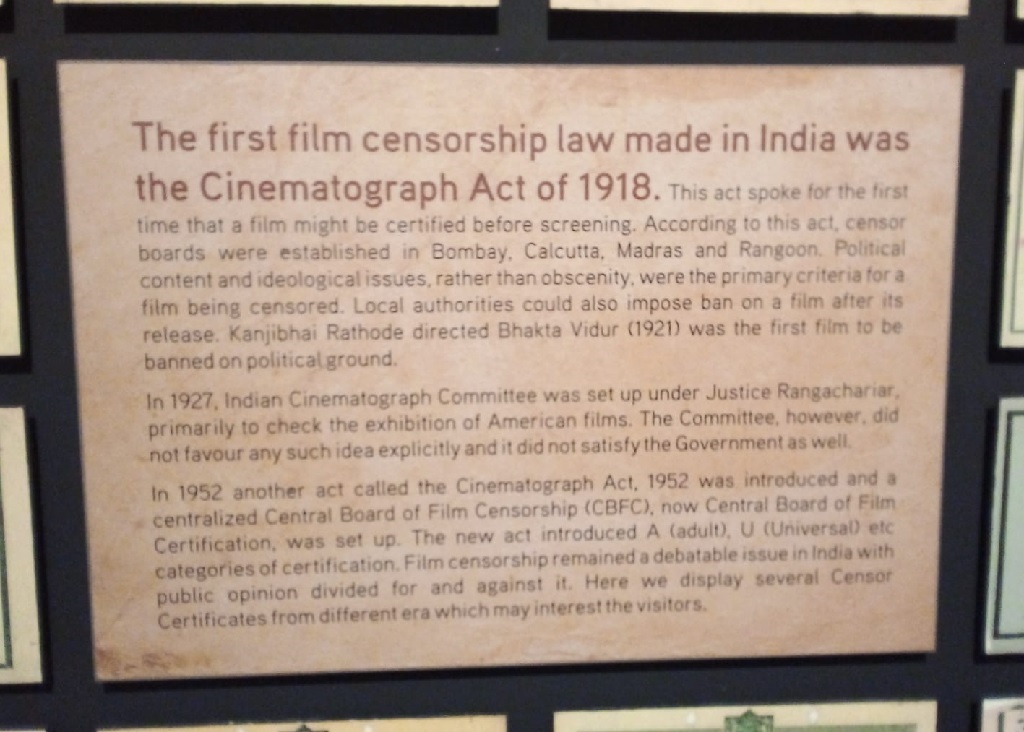 The first film censorship law made in India was
the Cinematograph Act of 1918. This act spoke for the first
time that a film might be certified before screening. According to this act, censor
boards were established in Bombay, Calcutta, Madras and Rangoon. Political
content and ideological issues, rather than obscenity, were the primary criteria for a
film being censored. Local authorities could also impose ban on a film after its
release. Kanjibhai Rathode directed Bhakta Vidur (1921) was the first film to be
banned on political ground.
In 1927, Indian Cinematograph Committee was set up under Justice Rangachariar,
primarily to check the exhibition of American films. The Committee, however, did
not favour any such idea explicitly and it did not satisfy the Government as well.
In 1952 another act called the Cinematograph Act, 1952 was introduced and a
centralized Central Board of Film Censorship (CBFC), now Central Board of Film
Certification, was set up. The new act introduced A (adult), U (Universal) etc
categories of certification. Film censorship remained a debatable issue in India with
public opinion divided for and against it. Here we display several Censor
Certificates from different era which may interest the visitors.